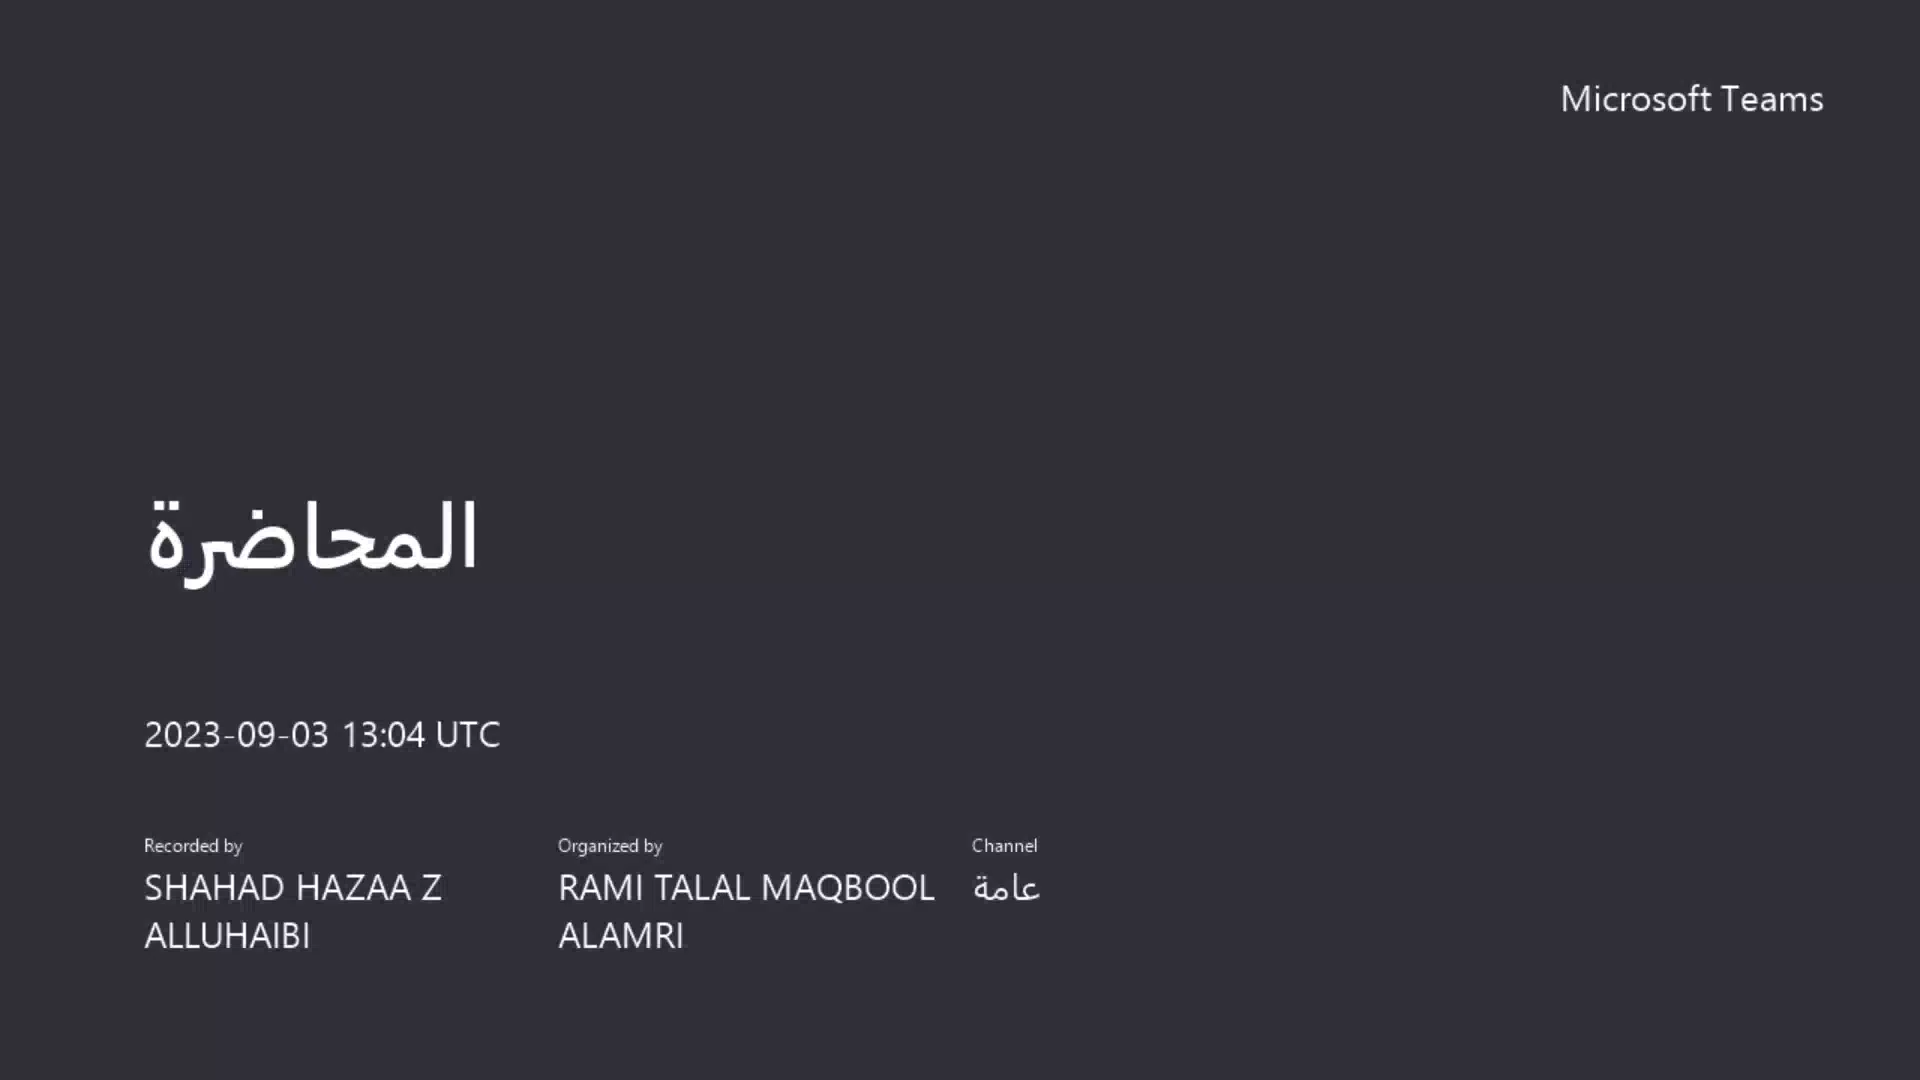 Microsoft Teams
المحاضرة
2023-09-03 13:04 UTC
Recorded by
SHAHAD HAZAA Z
ALLUHAIBI
Organized by
RAMI TALAL MAQBOOL
ALAMRI
Channel
عامة